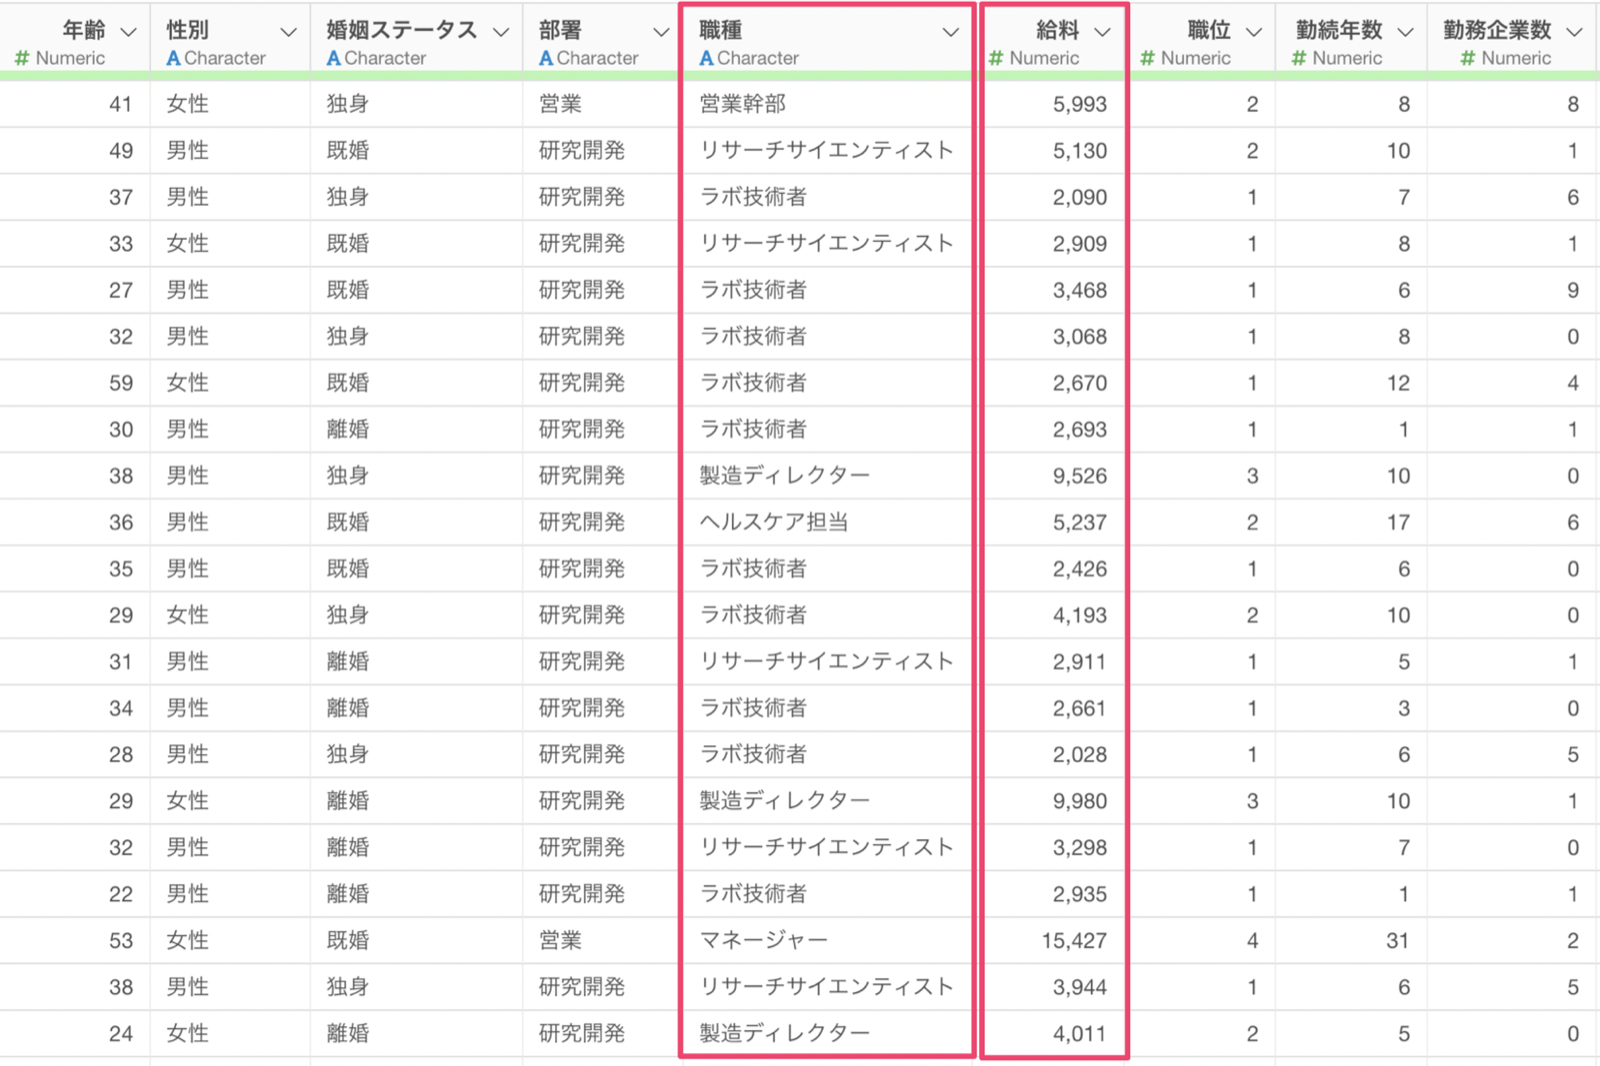 年齢 性別 婚姻ステータス 部署 職種 給料 職位 勤続年数 勤務企業数
# Numeric A Character A Character A Character A Character # Numeric # Numeric # Numeric # Numeric
41 女性 独身 営業 営業幹部 5,993 2 8 8
49 男性 既婚 研究開発 リサーチサイエンティスト 5,130 2 10 1
37 男性 独身 研究開発 ラボ技術者 2,090 1 7 6
33 女性 既婚 研究開発 リサーチサイエンティスト 2,909 1 8 1
27 男性 既婚 研究開発 ラボ技術者 3,468 1 6 9
32 男性 独身 研究開発 ラボ技術者 3,068 1 8 0
59 女性 既婚 研究開発 ラボ技術者 2,670 1 12 4
30 男性 離婚 研究開発 ラボ技術者 2,693 1 1 1
38 男性 独身 研究開発 製造ディレクター 9,526 3 10 0
36 男性 既婚 研究開発 ヘルスケア担当 5,237 2 17 6
35 男性 既婚 研究開発 ラボ技術者 2,426 1 6 0
29 女性 独身 研究開発 ラボ技術者 4,193 2 10 0
31 男性 離婚 研究開発 リサーチサイエンティスト 2,911 1 5 1
34 男性 離婚 研究開発 ラボ技術者 2,661 1 3 0
28 男性 独身 研究開発 ラボ技術者 2,028 1 6 5
29 女性 離婚 研究開発 製造ディレクター 9,980 3 10 1
32 男性 離婚 研究開発 リサーチサイエンティスト 3,298 1 7 0
22 男性 離婚 研究開発 ラボ技術者 2,935 1 1 1
53 女性 既婚 営業 マネージャー 15,427 4 31 2
38 男性 独身 研究開発 リサーチサイエンティスト 3,944 1 6 5
24 女性 離婚 研究開発 製造ディレクター 4,011 2 5 0